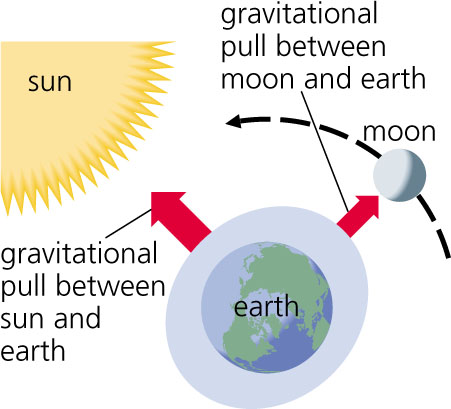 gravitational
pull between
moon and earth
sun
moon
gravitational
pull between
sun and
earth
earth